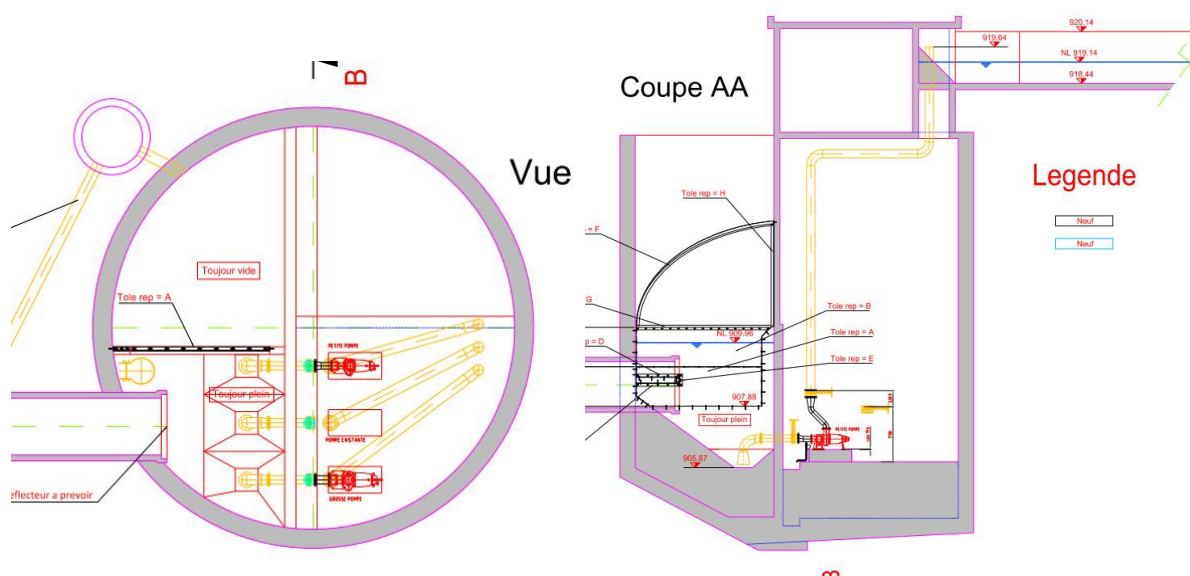 B
Vue
Toujour vide
Tole rep = A
PETITE POMPE
Toujour plein
POMPE EXISTANTE
GROSSE POMPE
eflecteur a prevoir
Coupe AA
920.14
919.64
NL 919.14
918.44
Legende
Neuf
Neuf
Tole rep = H
= F
G
Tole rep = B
NL 909.96
Tole rep = A
p = D
Tole rep = E
907.88
Toujour plein
PETITE POMPE
905.87
B